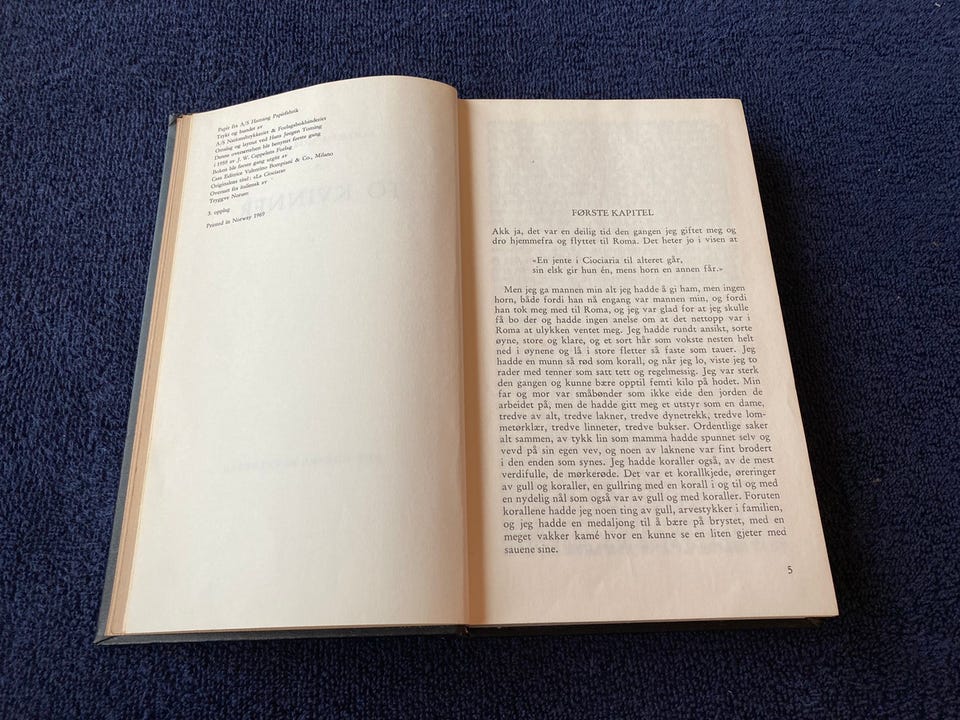 Papir fra A/S Hamang Papirfabrik
Trykt og bundet av
A/S Nationaltrykkeriet & Forlagsbokbinderiet
Omslag og layout ved Hans Jørgen Toming
Denne oversettelsen ble benyttet første gang
i 1958 av J. W. Cappelens Forlag
Boken ble første gang utgitt av
Casa Editrice Valentino Bompiani & Co., Milano
Originalens titel: «La Ciociara»
Oversatt fra italiensk av
Tryggve Norum
3. opplag
Printed in Norway 1969
FØRSTE KAPITEL
Akk ja, det var en deilig tid den gangen jeg giftet meg og
dro hjemmefra og flyttet til Roma. Det heter jo i visen at
«En jente i Ciociaria til alteret går,
sin elsk gir hun én, mens horn en annen får.»
Men jeg ga mannen min alt jeg hadde å gi ham, men ingen
horn, både fordi han nå engang var mannen min, og fordi
han tok meg med til Roma, og jeg var glad for at jeg skulle
få bo der og hadde ingen anelse om at det nettopp var i
Roma at ulykken ventet meg. Jeg hadde rundt ansikt, sorte
øyne, store og klare, og et sort hår som vokste nesten helt
ned i øynene og lå i store fletter så faste som tauer. Jeg
hadde en munn så rød som korall, og når jeg lo, viste jeg to
rader med tenner som satt tett og regelmessig. Jeg var sterk
den gangen og kunne bære opptil femti kilo på hodet. Min
far og mor var småbønder som ikke eide den jorden de
arbeidet på, men de hadde gitt meg et utstyr som en dame,
tredve av alt, tredve lakner, tredve dynetrekk, tredve lom-
metørklær, tredve linneter, tredve bukser. Ordentlige saker
alt sammen, av tykk lin som mamma hadde spunnet selv og
vevd på sin egen vev, og noen av laknene var fint brodert
i den enden som synes. Jeg hadde koraller også, av de mest
verdifulle, de mørkerøde. Det var et korallkjede, øreringer
av gull og koraller, en gullring med en korall i og til og med
en nydelig nål som også var av gull og med koraller. Foruten
korallene hadde jeg noen ting av gull, arvestykker i familien,
og jeg hadde en medaljong til å bære på brystet, med en
meget vakker kamé hvor en kunne se en liten gjeter med
sauene sine.
5